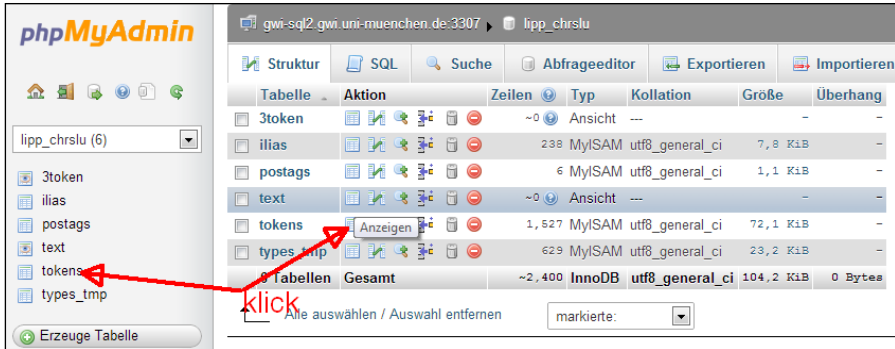 phpMyAdmin
lipp_chrslu (6)
3token
ilias
postags
text
tokens
types_tmp
Erzeuge Tabelle
gwi-sql2.gwi.uni-muenchen.de:3307 lipp_chrslu
Struktur SQL Suche Abfrageeditor Exportieren Importieren
Tabelle Aktion Zeilen Typ Kollation Größe Überhang
3token ~0 Ansicht --- - -
ilias 238 MyISAM utf8_general_ci 7,8 KiB -
postags 6 MyISAM utf8_general_ci 1,1 KiB -
text ~0 Ansicht --- - -
tokens Anzeigen 1,527 MyISAM utf8_general_ci 72,1 KiB -
types_tmp 629 MyISAM utf8_general_ci 23,2 KiB -
6 Tabellen Gesamt ~2,400 InnoDB utf8_general_ci 104,2 KiB 0 Bytes
klick
Alle auswählen / Auswahl entfernen markierte: